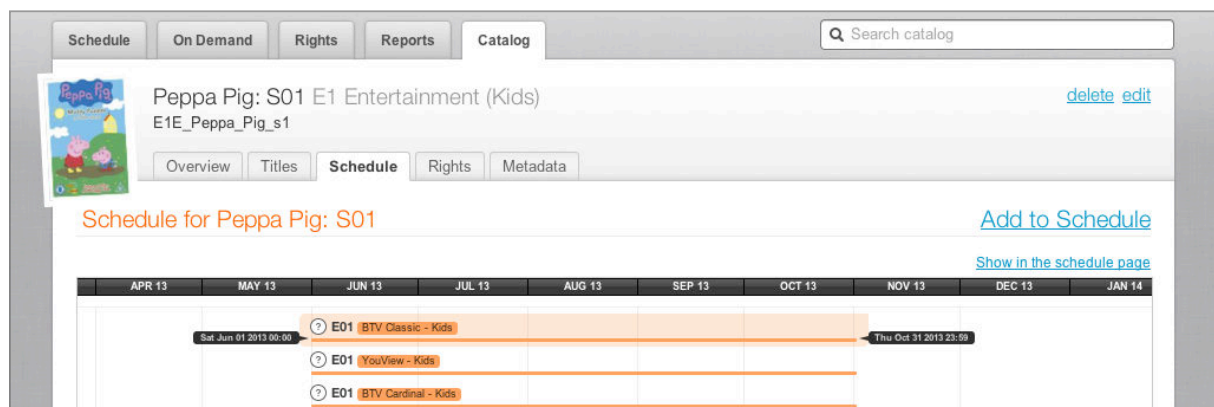 Schedule On Demand Rights Reports Catalog Search catalog
Peppa Pig
Peppa Pig: S01 E1 Entertainment (Kids) delete edit
E1E_Peppa_Pig_s1
Overview Titles Schedule Rights Metadata
Schedule for Peppa Pig: S01 Add to Schedule
Show in the schedule page
APR 13 MAY 13 JUN 13 JUL 13 AUG 13 SEP 13 OCT 13 NOV 13 DEC 13 JAN 14
? E01 BTV Classic - Kids
Sat Jun 01 2013 00:00 Thu Oct 31 2013 23:59
? E01 YouView - Kids
? E01 BTV Cardinal - Kids